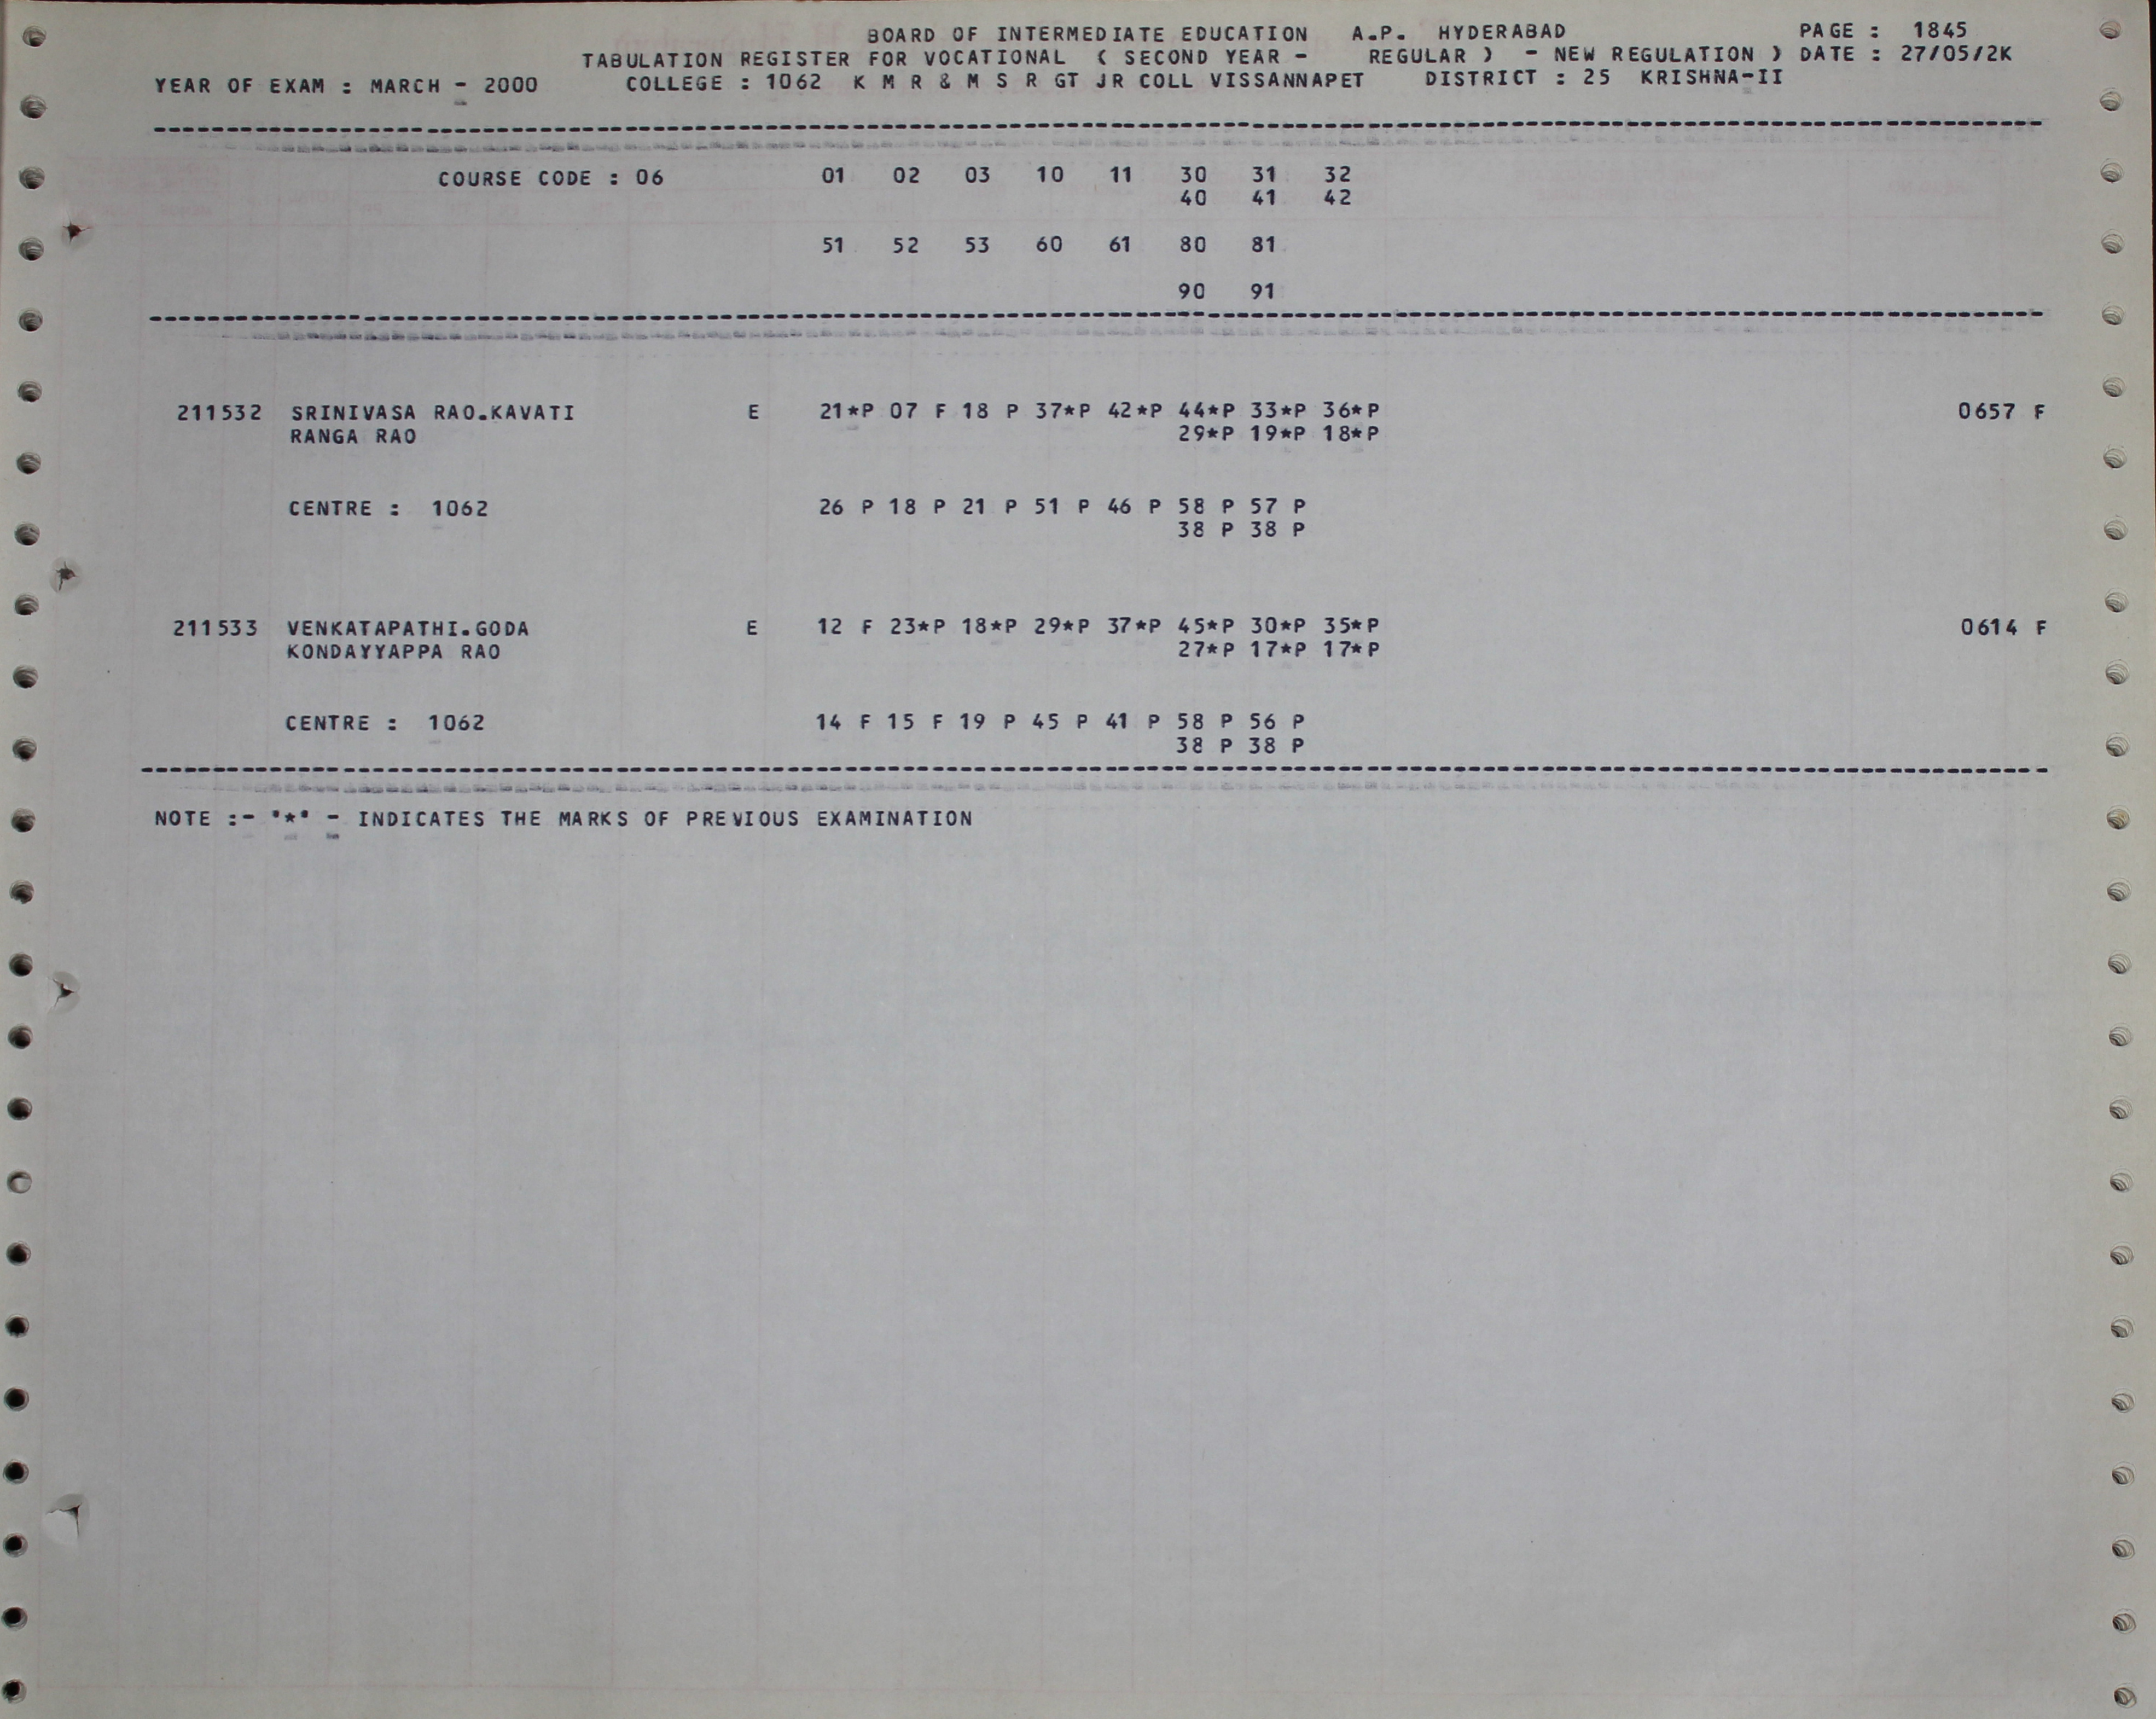 BOARD OF INTERMEDIATE EDUCATION A.P. HYDERABAD PAGE : 1845
TABULATION REGISTER FOR VOCATIONAL ( SECOND YEAR - REGULAR ) - NEW REGULATION ) DATE : 27/05/2K
YEAR OF EXAM : MARCH - 2000 COLLEGE : 1062 K M R & M S R GT JR COLL VISSANNAPET DISTRICT : 25 KRISHNA-II
COURSE CODE : 06 01 02 03 10 11 30 31 32
40 41 42
51 52 53 60 61 80 81
90 91
211532 SRINIVASA RAO.KAVATI E 21*P 07 F 18 P 37*P 42*P 44*P 33*P 36*P 0657 F
RANGA RAO 29*P 19*P 18*P
CENTRE : 1062 26 P 18 P 21 P 51 P 46 P 58 P 57 P
38 P 38 P
211533 VENKATAPATHI.GODA E 12 F 23*P 18*P 29*P 37*P 45*P 30*P 35*P 0614 F
KONDAYYAPPA RAO 27*P 17*P 17*P
CENTRE : 1062 14 F 15 F 19 P 45 P 41 P 58 P 56 P
38 P 38 P
NOTE :- '*' - INDICATES THE MARKS OF PREVIOUS EXAMINATION